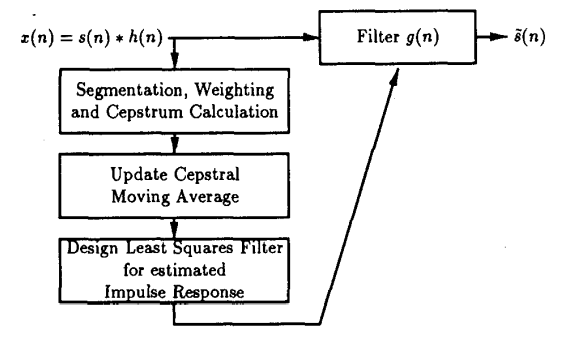 x(n) = s(n) * h(n)
Filter g(n)
s̃(n)
Segmentation, Weighting
and Cepstrum Calculation
Update Cepstral
Moving Average
Design Least Squares Filter
for estimated
Impulse Response